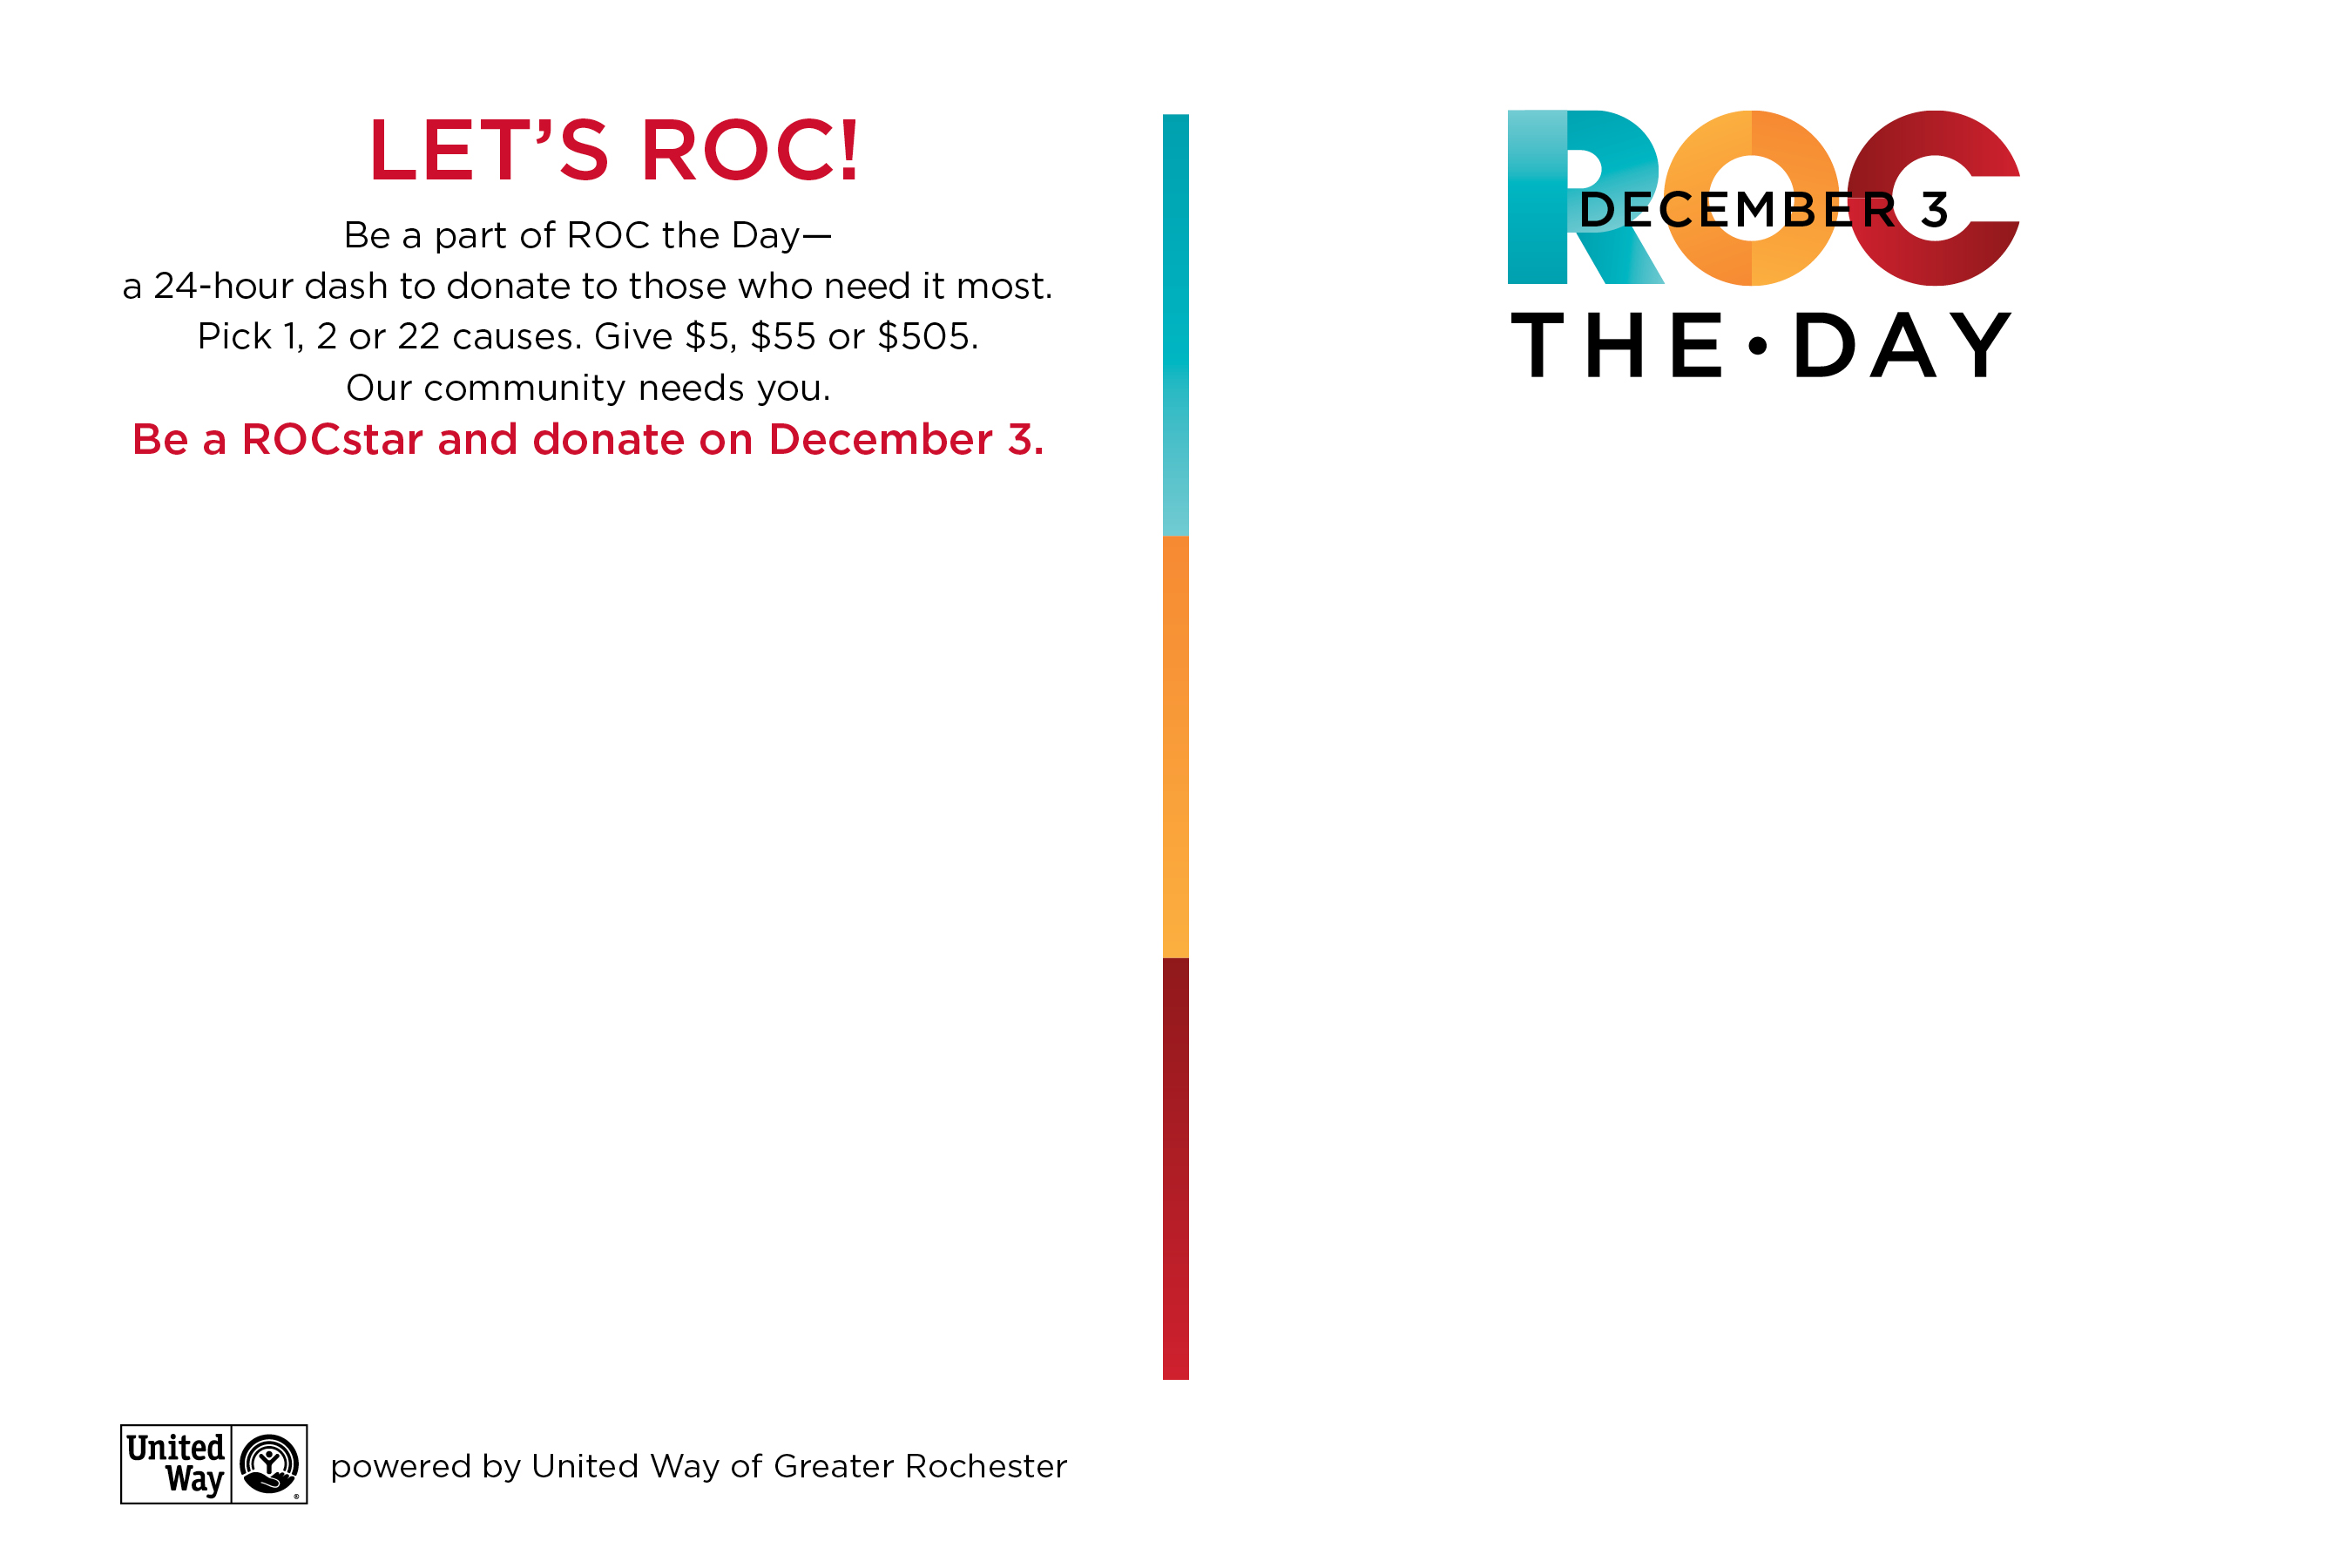 LET’S ROC!
Be a part of ROC the Day—
a 24-hour dash to donate to those who need it most.
Pick 1, 2 or 22 causes. Give $5, $55 or $505.
Our community needs you.
Be a ROCstar and donate on December 3.
United
Way
®
powered by United Way of Greater Rochester
ROC
DECEMBER 3
THE•DAY